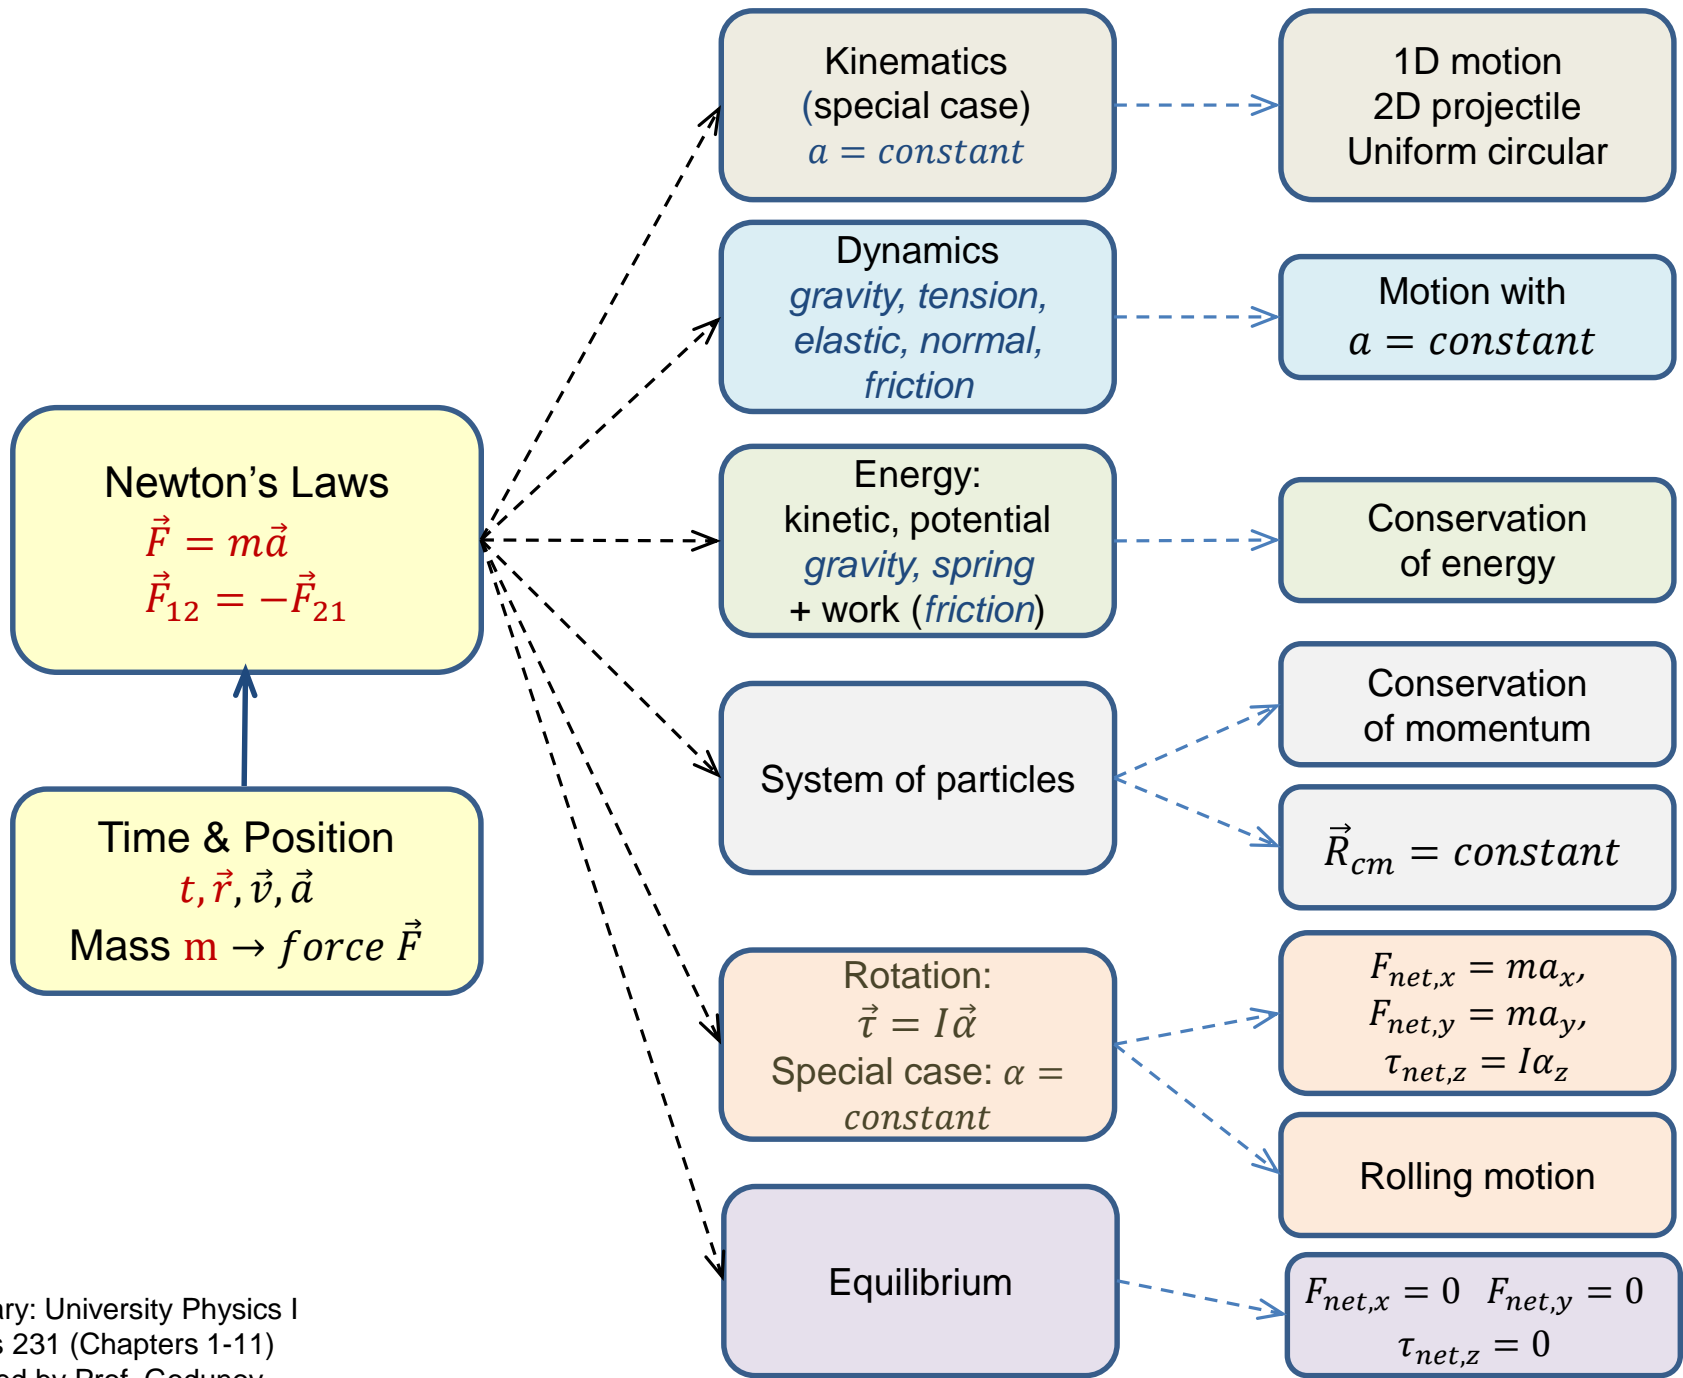 Kinematics
(special case)
a = constant
1D motion
2D projectile
Uniform circular
Dynamics
gravity, tension,
elastic, normal,
friction
Motion with
a = constant
Newton’s Laws
F⃗ = ma⃗
F⃗₁₂ = −F⃗₂₁
Energy:
kinetic, potential
gravity, spring
+ work (friction)
Conservation
of energy
System of particles
Conservation
of momentum
R⃗cm = constant
Time & Position
t, r⃗, v⃗, a⃗
Mass m → force F⃗
Rotation:
τ⃗ = Iα⃗
Special case: α =
constant
Fnet,x = maₓ,
Fnet,y = may,
τnet,z = Iαz
Rolling motion
Equilibrium
Fnet,x = 0 Fnet,y = 0
τnet,z = 0
University Physics I
231 (Chapters 1-11)
by Prof.